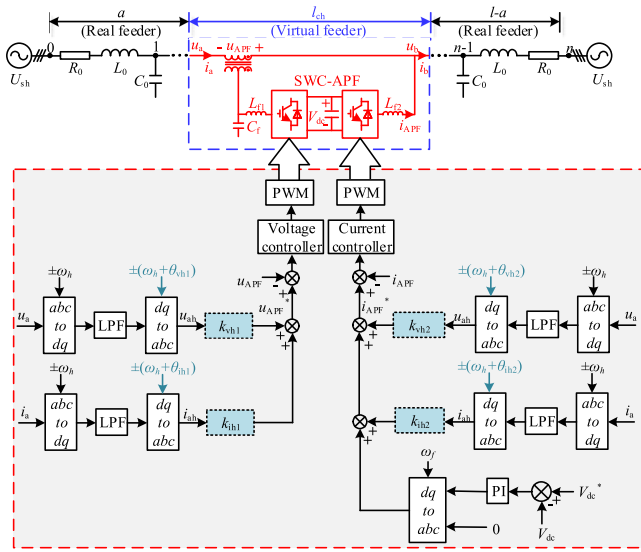 a l_ch l-a
(Real feeder) (Virtual feeder) (Real feeder)
0 1 u_a - u_APF + u_b n-1 n
U_sh R_0 L_0 i_a i_b L_0 R_0 U_sh
C_0 SWC-APF C_0
L_f1 + V_dc - L_f2
C_f i_APF
PWM PWM
Voltage controller Current controller
±ω_h ±(ω_h+θ_vh1) u_APF - + - + i_APF ±(ω_h+θ_vh2) ±ω_h
u_APF* i_APF*
u_a abc to dq LPF dq to abc u_ah k_vh1 + + + + k_vh2 u_ah dq to abc LPF abc to dq u_a
±ω_h ±(ω_h+θ_ih1) ±(ω_h+θ_ih2) ±ω_h
i_a abc to dq LPF dq to abc i_ah k_ih1 + + k_ih2 i_ah dq to abc LPF abc to dq i_a
ω_f
dq to abc PI - + V_dc*
0 V_dc